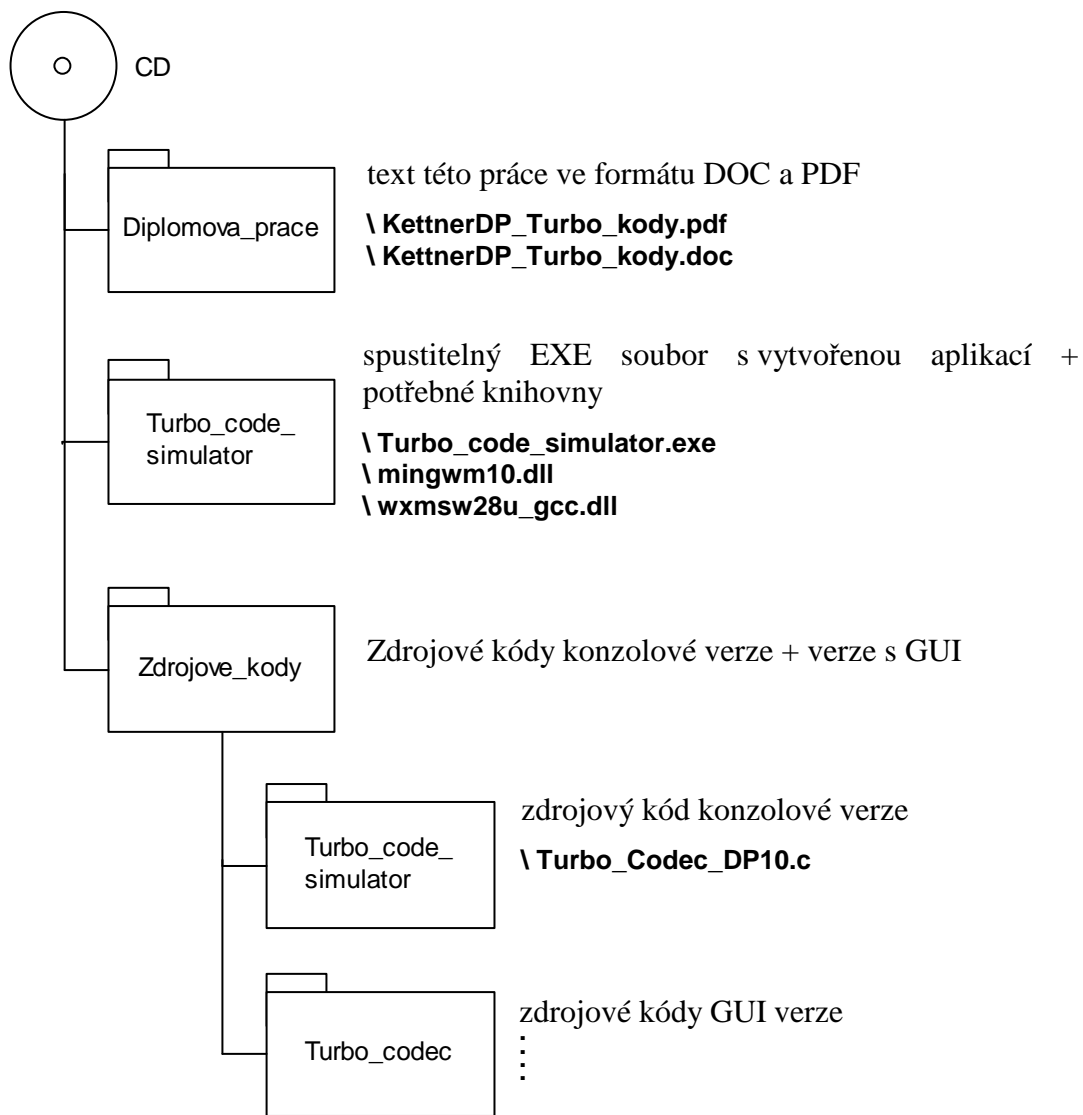 CD
Diplomova_prace
text této práce ve formátu DOC a PDF
\ KettnerDP_Turbo_kody.pdf
\ KettnerDP_Turbo_kody.doc
Turbo_code_
simulator
spustitelný EXE soubor s vytvořenou aplikací +
potřebné knihovny
\ Turbo_code_simulator.exe
\ mingwm10.dll
\ wxmsw28u_gcc.dll
Zdrojove_kody
Zdrojové kódy konzolové verze + verze s GUI
Turbo_code_
simulator
zdrojový kód konzolové verze
\ Turbo_Codec_DP10.c
Turbo_codec
zdrojové kódy GUI verze